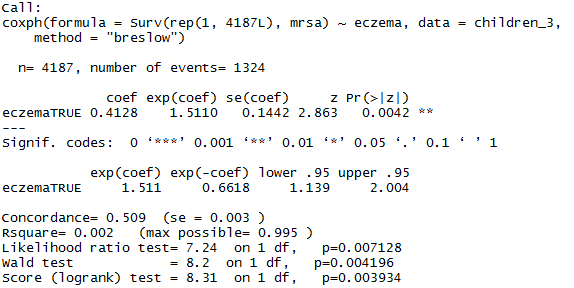 Call:
coxph(formula = Surv(rep(1, 4187L), mrsa) ~ eczema, data = children_3,
    method = "breslow")
  n= 4187, number of events= 1324
             coef exp(coef) se(coef)     z Pr(>|z|)
eczemaTRUE 0.4128    1.5110   0.1442 2.863   0.0042 **
---
Signif. codes:  0 ‘***’ 0.001 ‘**’ 0.01 ‘*’ 0.05 ‘.’ 0.1 ‘ ’ 1
           exp(coef) exp(-coef) lower .95 upper .95
eczemaTRUE     1.511     0.6618     1.139     2.004
Concordance= 0.509  (se = 0.003 )
Rsquare= 0.002   (max possible= 0.995 )
Likelihood ratio test= 7.24  on 1 df,   p=0.007128
Wald test            = 8.2  on 1 df,   p=0.004196
Score (logrank) test = 8.31  on 1 df,   p=0.003934